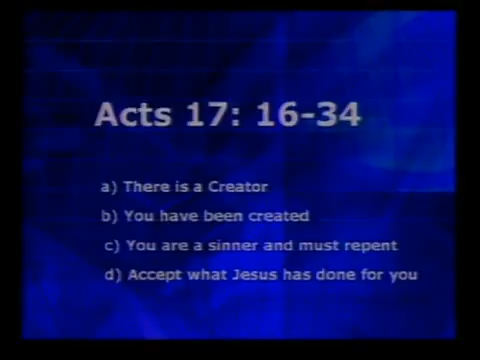 Acts 17: 16-34
a) There is a Creator
b) You have been created
c) You are a sinner and must repent
d) Accept what Jesus has done for you